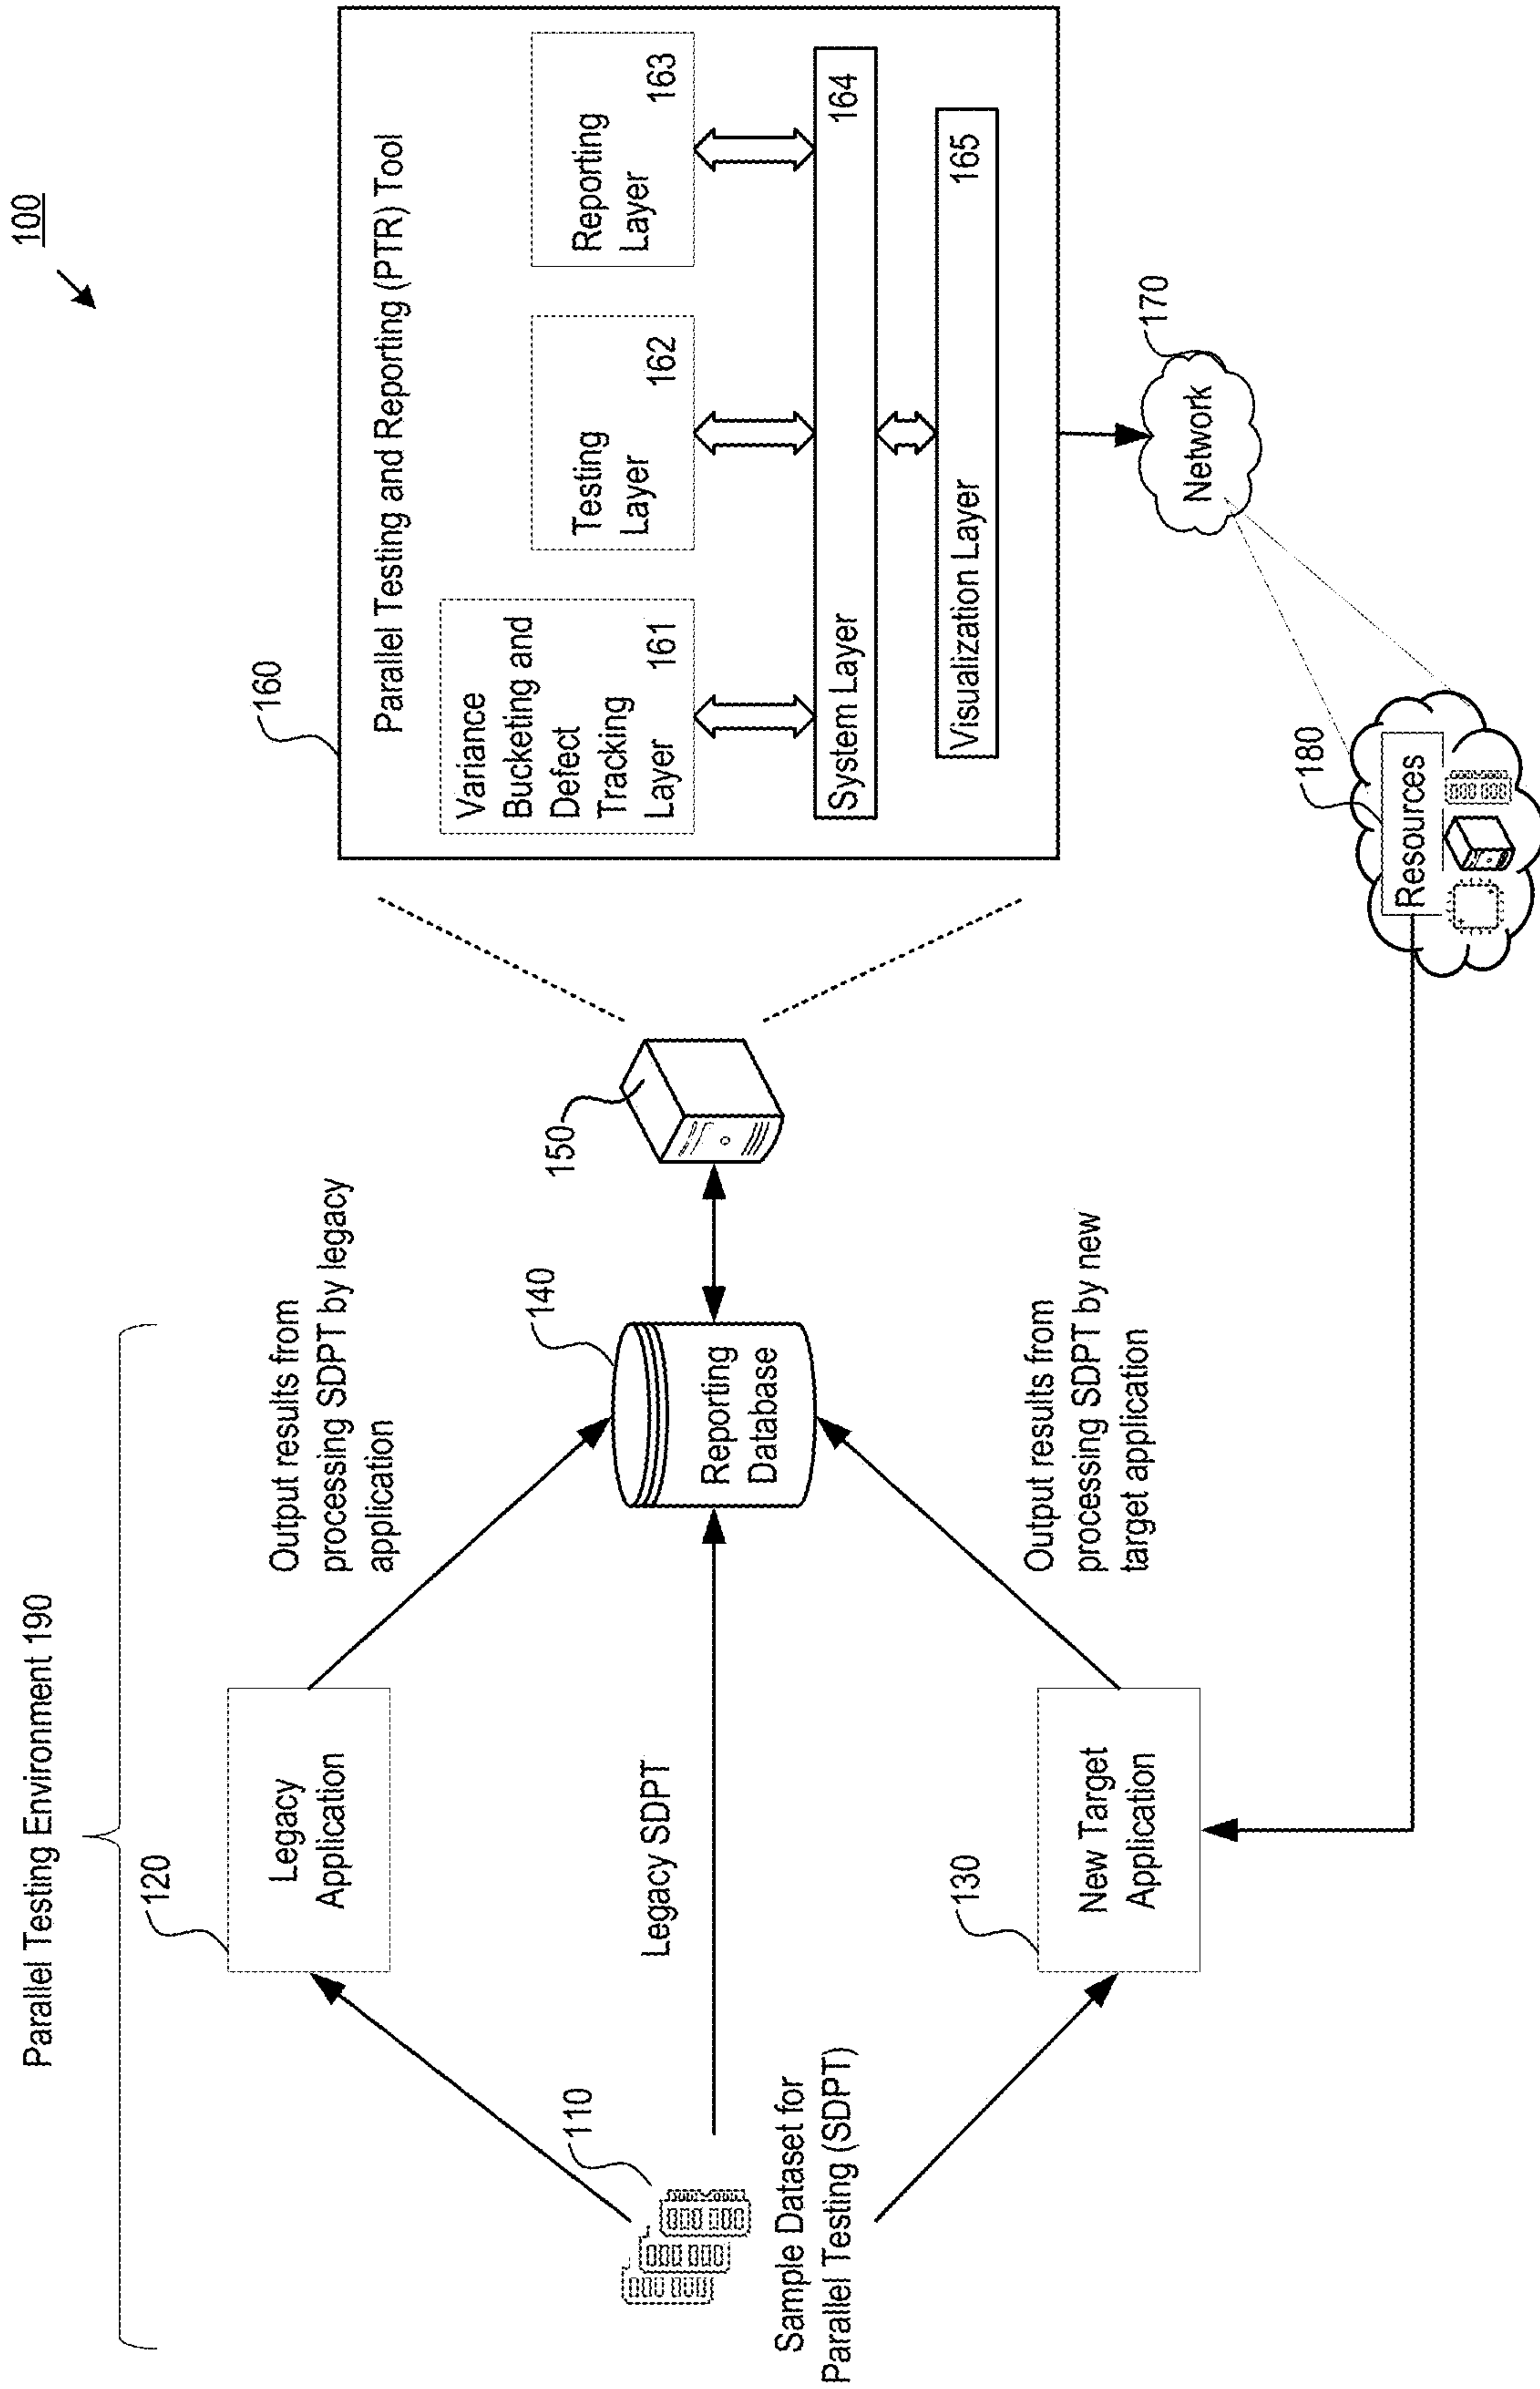 100
Parallel Testing Environment 190
120
Legacy
Application
Output results from
processing SDPT by legacy
application
110
Sample Dataset for
Parallel Testing (SDPT)
Legacy SDPT
140
Reporting
Database
150
130
New Target
Application
Output results from
processing SDPT by new
target application
160
Parallel Testing and Reporting (PTR) Tool
Variance
Bucketing and
Defect
Tracking
Layer 161
Testing
Layer 162
Reporting
Layer 163
System Layer 164
Visualization Layer 165
170
Network
180
Resources